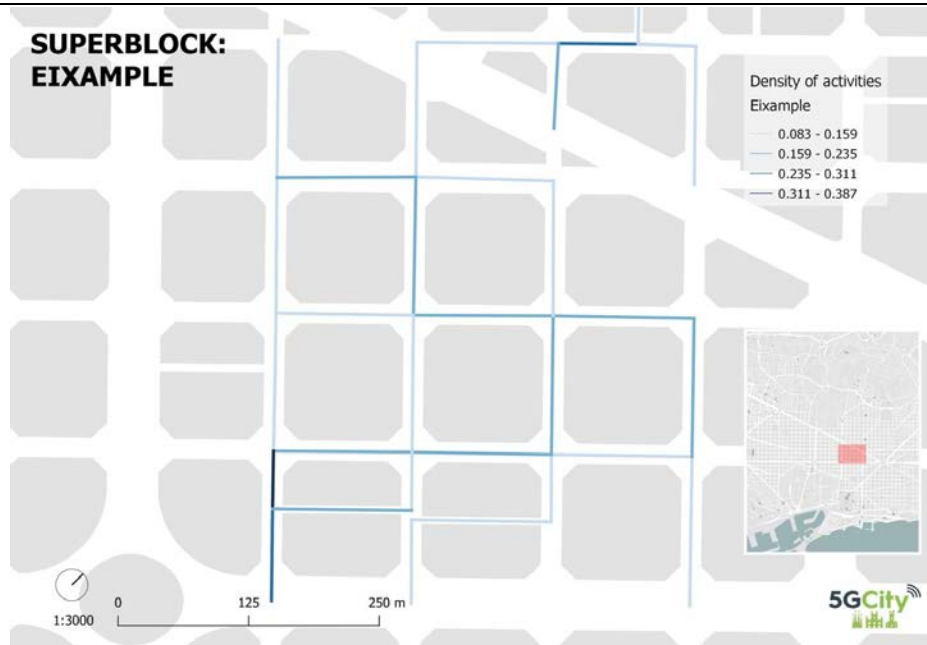 SUPERBLOCK:
EIXAMPLE
Density of activities
Eixample
0.083 - 0.159
0.159 - 0.235
0.235 - 0.311
0.311 - 0.387
0
125
250 m
1:3000
5GCity